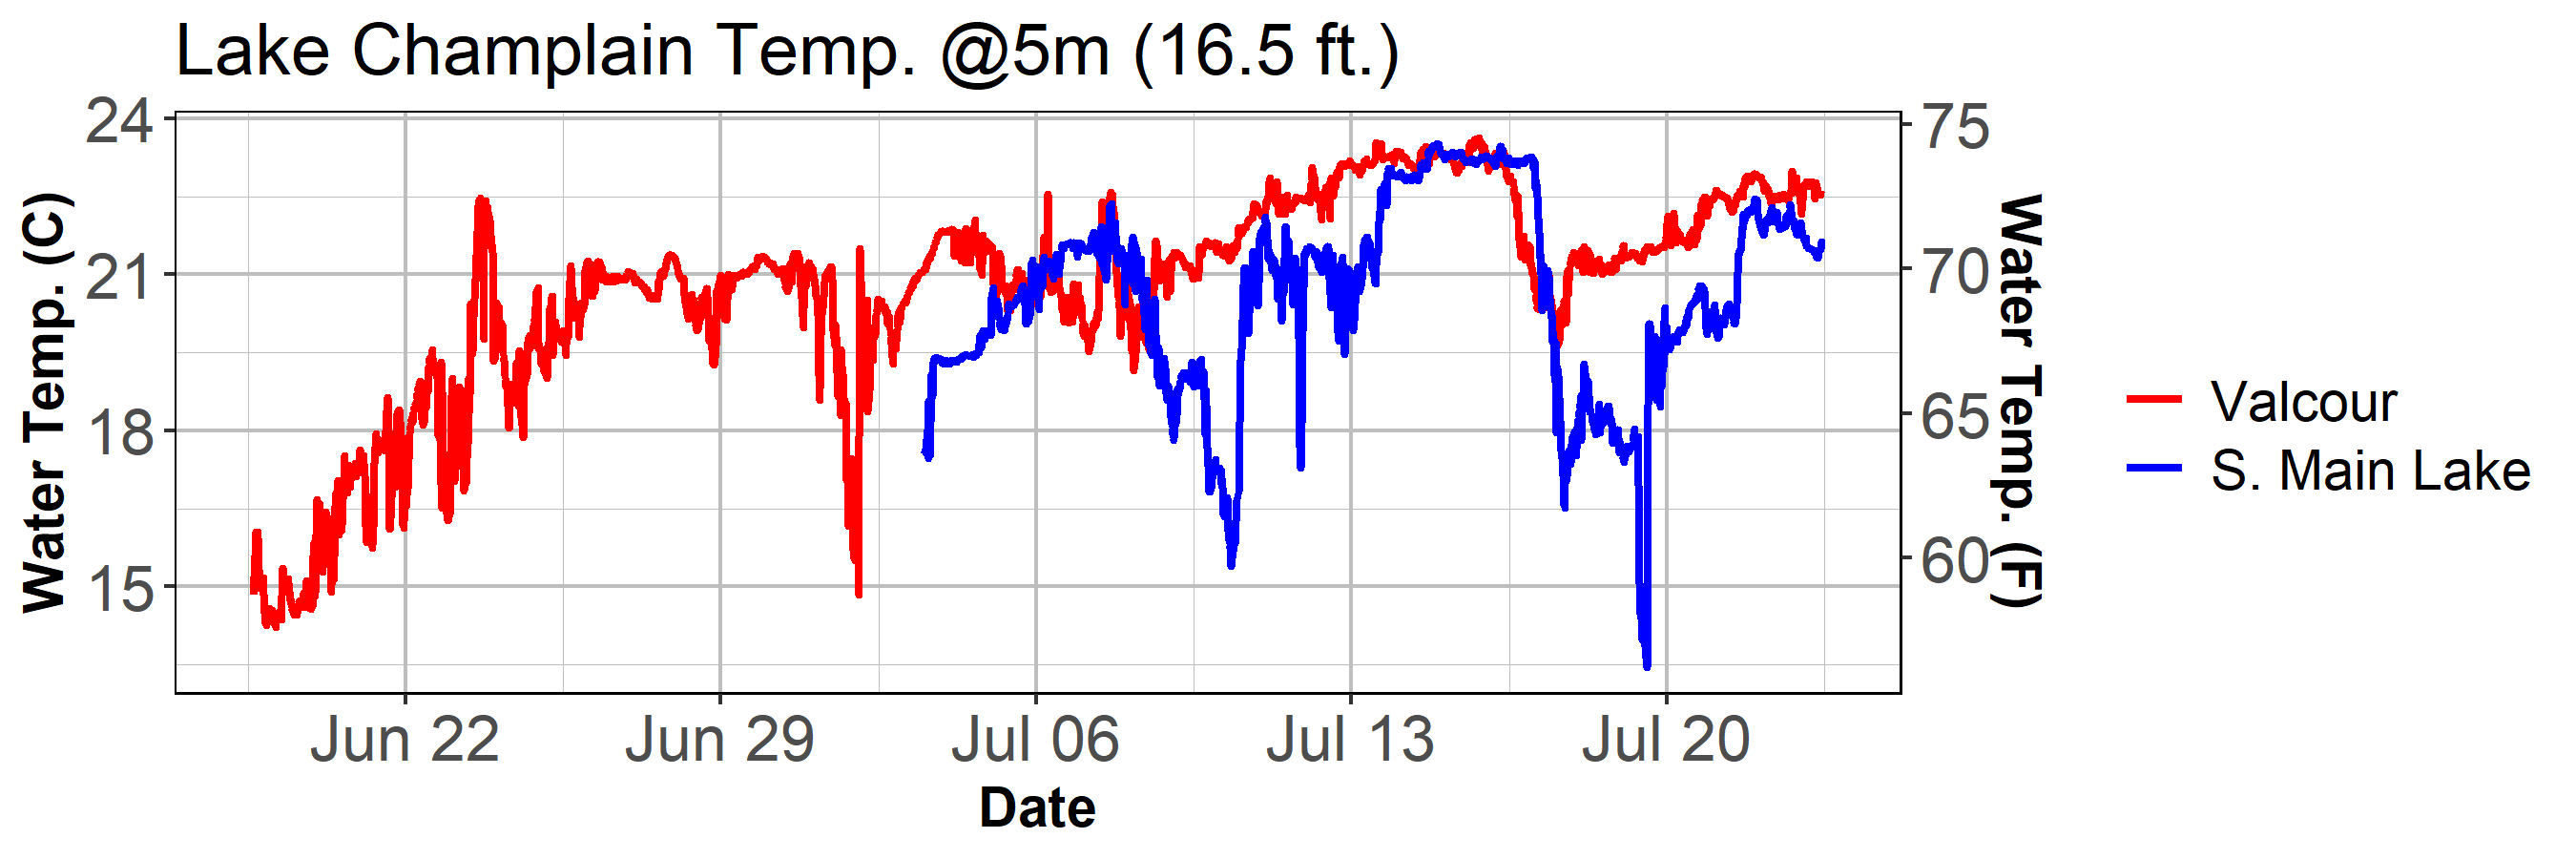 Lake Champlain Temp. @5m (16.5 ft.)
Water Temp. (C)
24
21
18
15
75
70
65
60
Water Temp. (F)
Jun 22
Jun 29
Jul 06
Jul 13
Jul 20
Date
Valcour
S. Main Lake